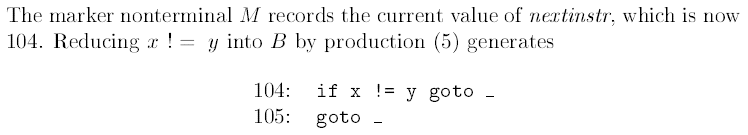 The marker nonterminal M records the current value of nextinstr, which is now
104. Reducing x != y into B by production (5) generates
104: if x != y goto _
105: goto _